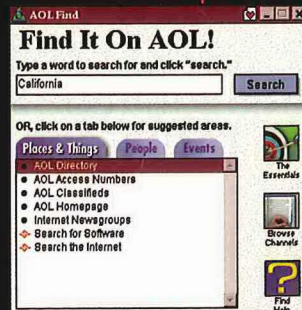 AOL Find
Find It On AOL!
Type a word to search for and click "search."
California
Search
OR, click on a tab below for suggested areas.
Places & Things
People
Events
AOL Directory
AOL Access Numbers
AOL Classifieds
AOL Homepage
Internet Newsgroups
Search for Software
Search the Internet
The
Essentials
Browse
Channels
Find
Help